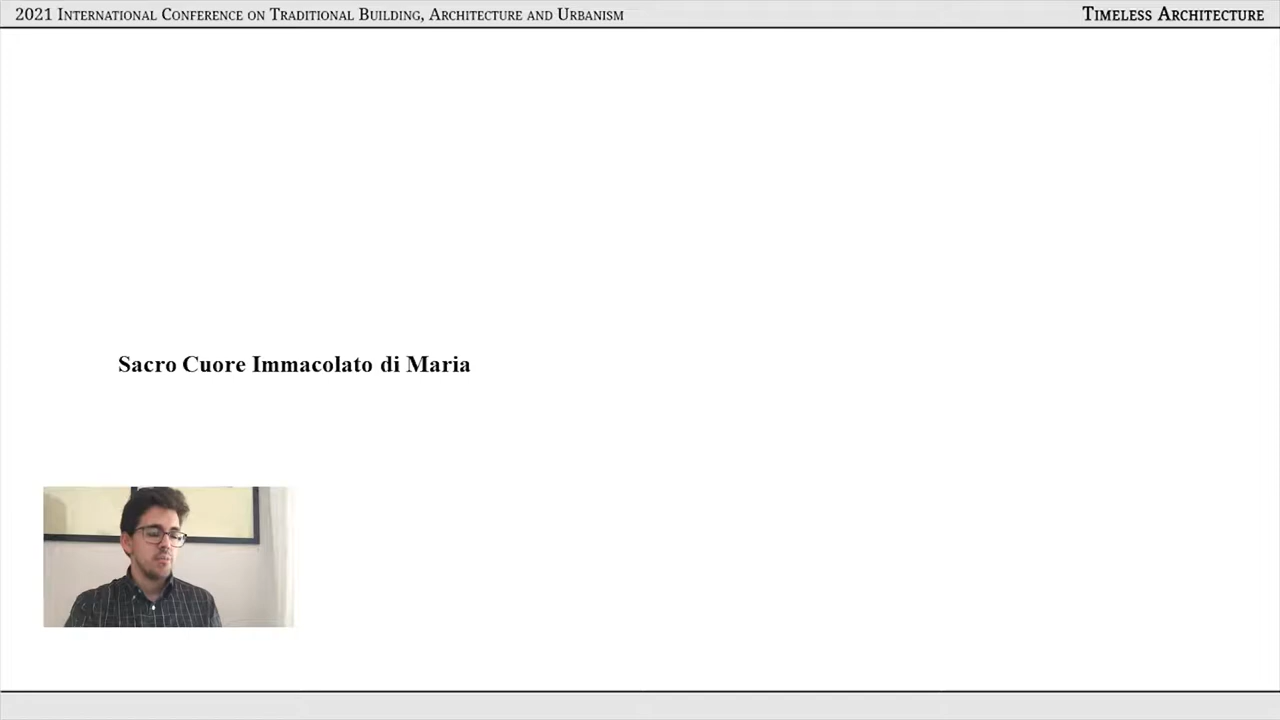 2021 International Conference on Traditional Building, Architecture and Urbanism
Timeless Architecture
Sacro Cuore Immacolato di Maria